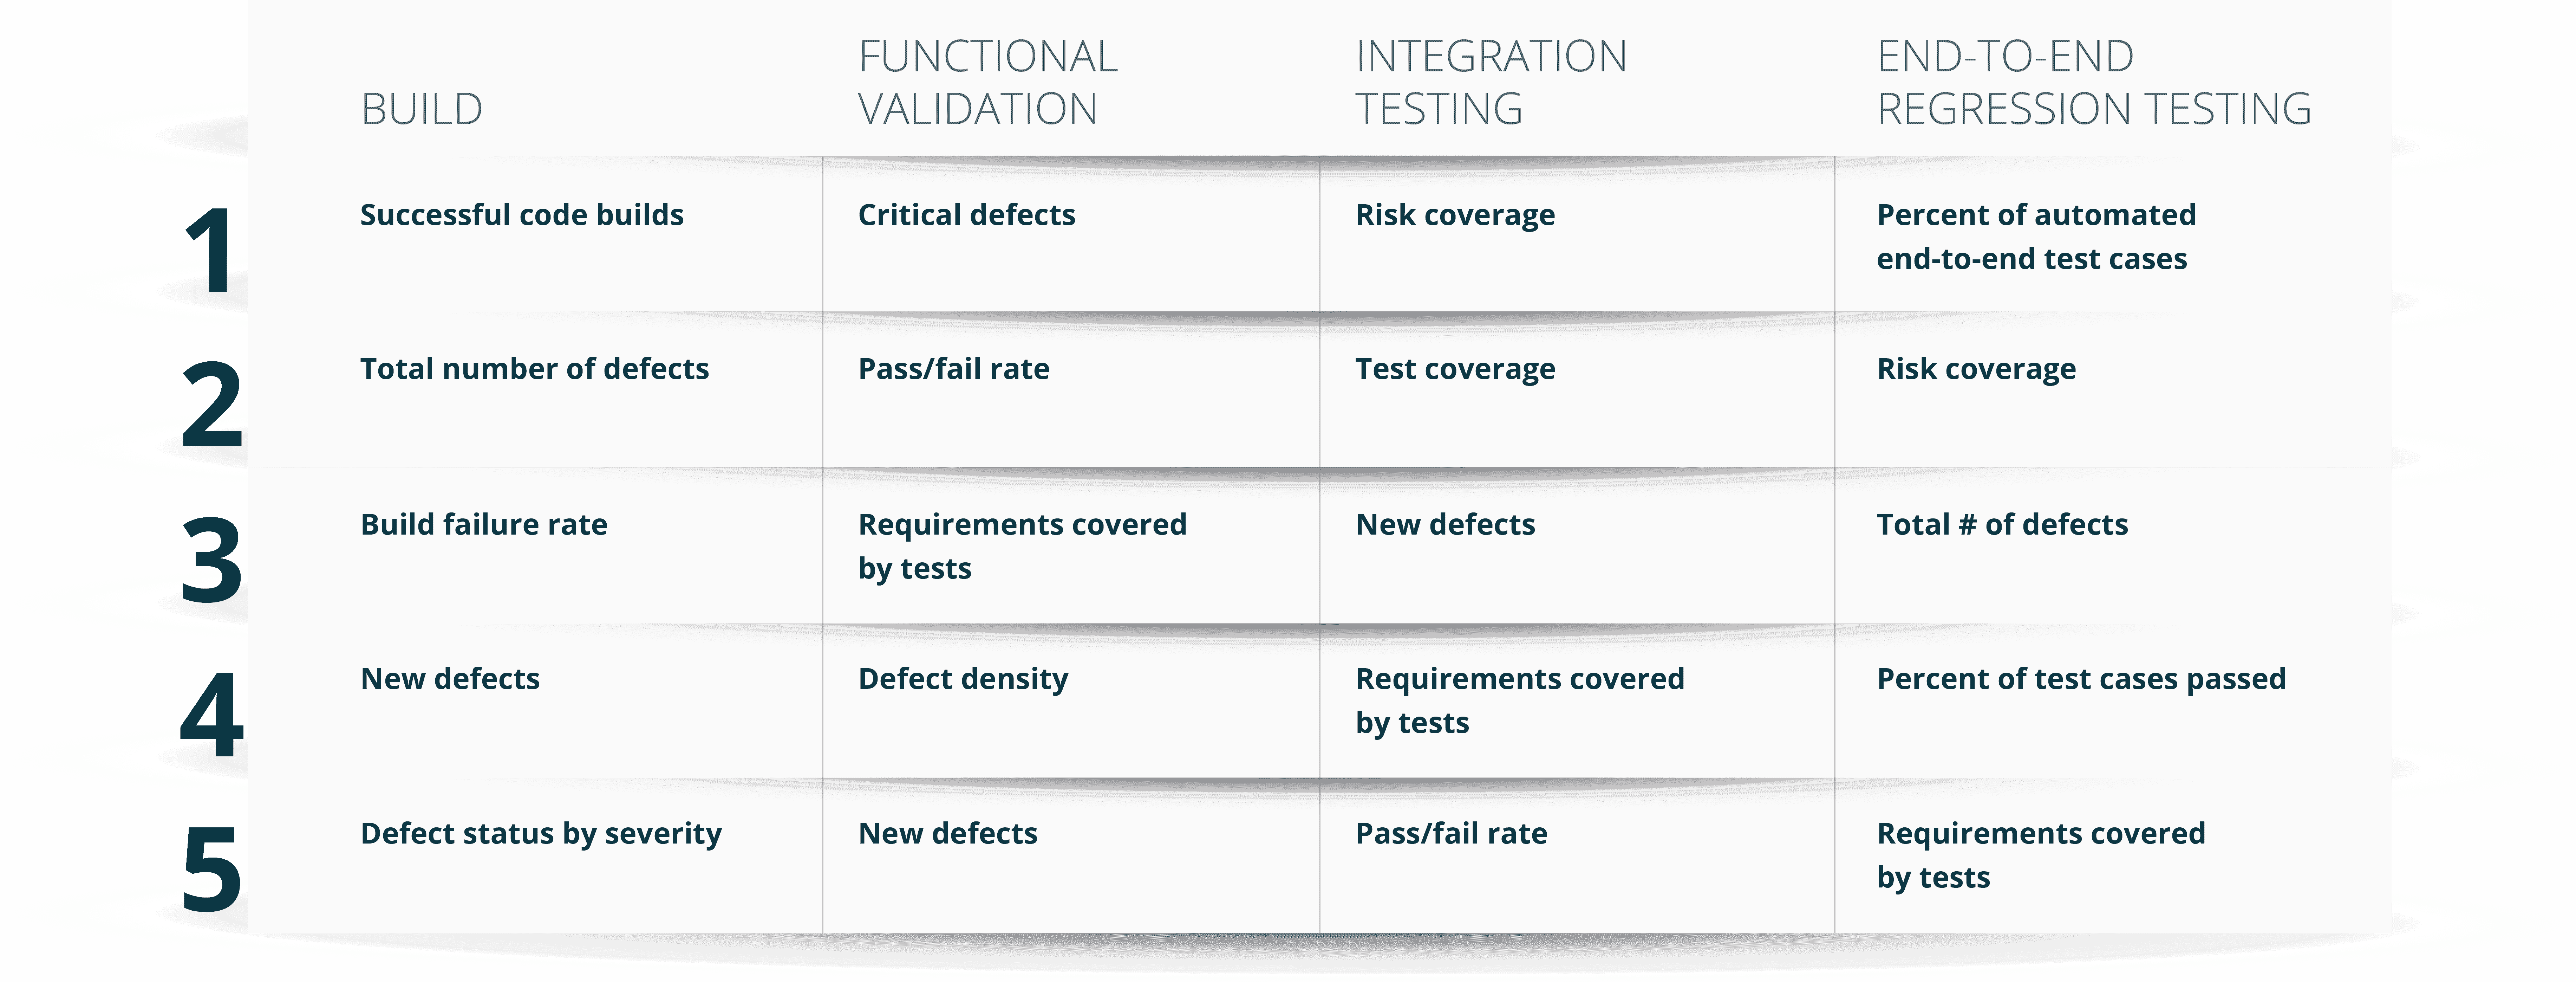 BUILD
FUNCTIONAL
VALIDATION
INTEGRATION
TESTING
END-TO-END
REGRESSION TESTING
1
Successful code builds
Critical defects
Risk coverage
Percent of automated
end-to-end test cases
2
Total number of defects
Pass/fail rate
Test coverage
Risk coverage
3
Build failure rate
Requirements covered
by tests
New defects
Total # of defects
4
New defects
Defect density
Requirements covered
by tests
Percent of test cases passed
5
Defect status by severity
New defects
Pass/fail rate
Requirements covered
by tests